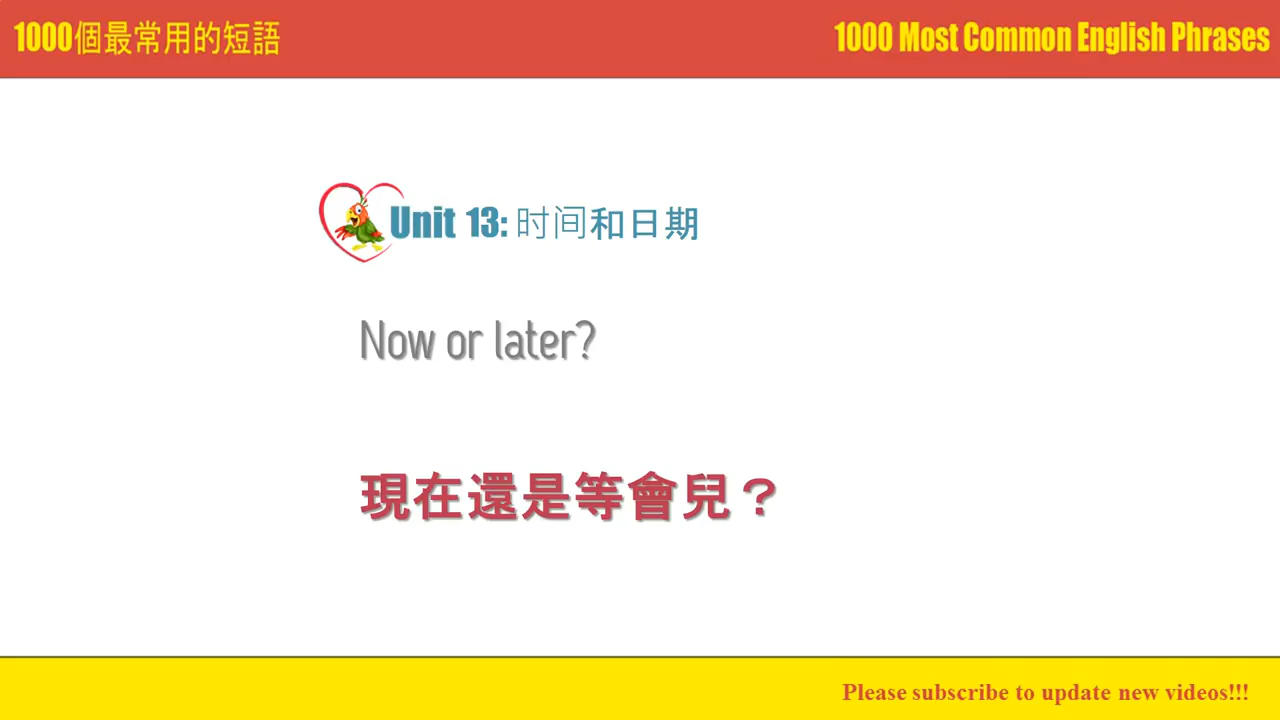 1000個最常用的短語
1000 Most Common English Phrases
Unit 13: 时间和日期
Now or later?
現在還是等會兒？
Please subscribe to update new videos!!!